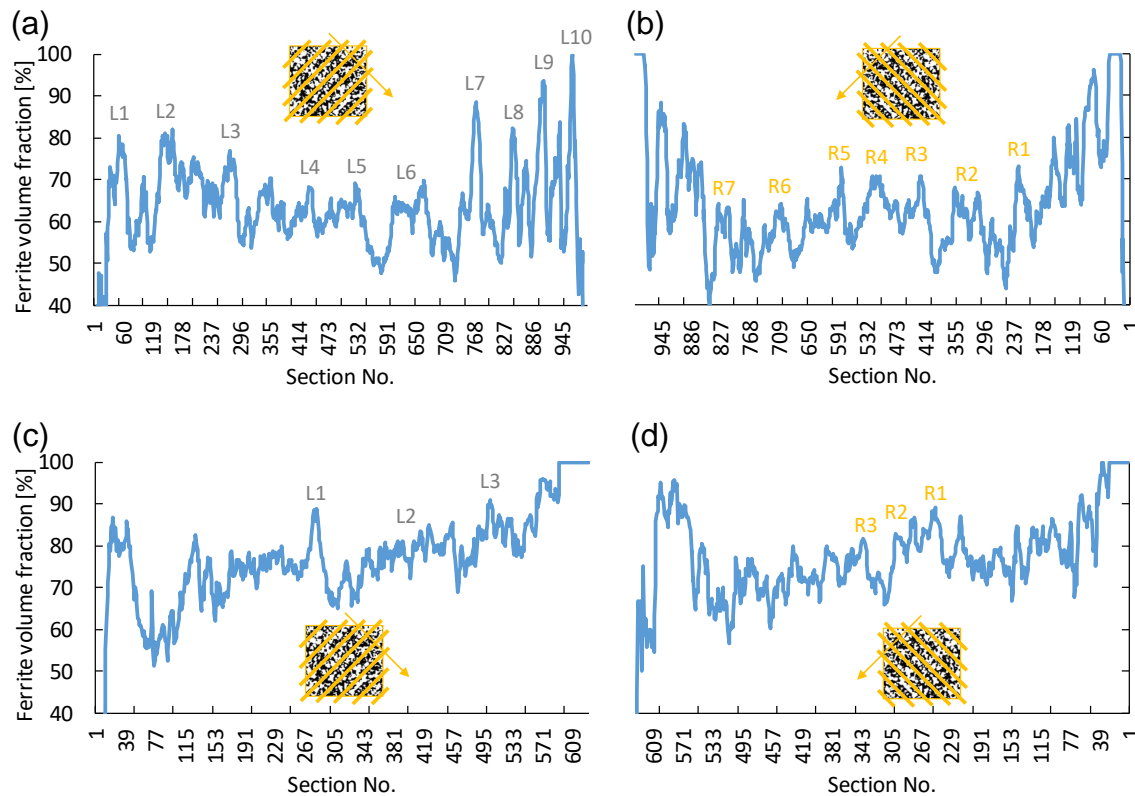 (a)
Ferrite volume fraction [%]
100
90
80
70
60
50
40
L1
L2
L3
L4
L5
L6
L7
L8
L9
L10
1
60
119
178
237
296
355
414
473
532
591
650
709
768
827
886
945
Section No.
(b)
R7
R6
R5
R4
R3
R2
R1
945
886
827
768
709
650
591
532
473
414
355
296
237
178
119
60
1
Section No.
(c)
Ferrite volume fraction [%]
100
90
80
70
60
50
40
L1
L2
L3
1
39
77
115
153
191
229
267
305
343
381
419
457
495
533
571
609
Section No.
(d)
R3
R2
R1
609
571
533
495
457
419
381
343
305
267
229
191
153
115
77
39
1
Section No.